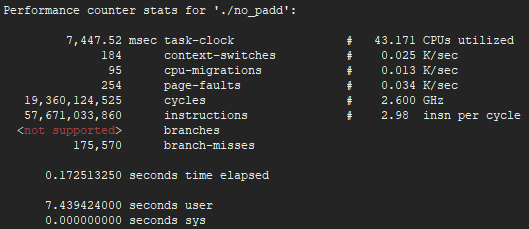 Performance counter stats for './no_padd':
7,447.52 msec task-clock # 43.171 CPUs utilized
184 context-switches # 0.025 K/sec
95 cpu-migrations # 0.013 K/sec
254 page-faults # 0.034 K/sec
19,360,124,525 cycles # 2.600 GHz
57,671,033,860 instructions # 2.98 insn per cycle
<not supported> branches
175,570 branch-misses
0.172513250 seconds time elapsed
7.439424000 seconds user
0.000000000 seconds sys